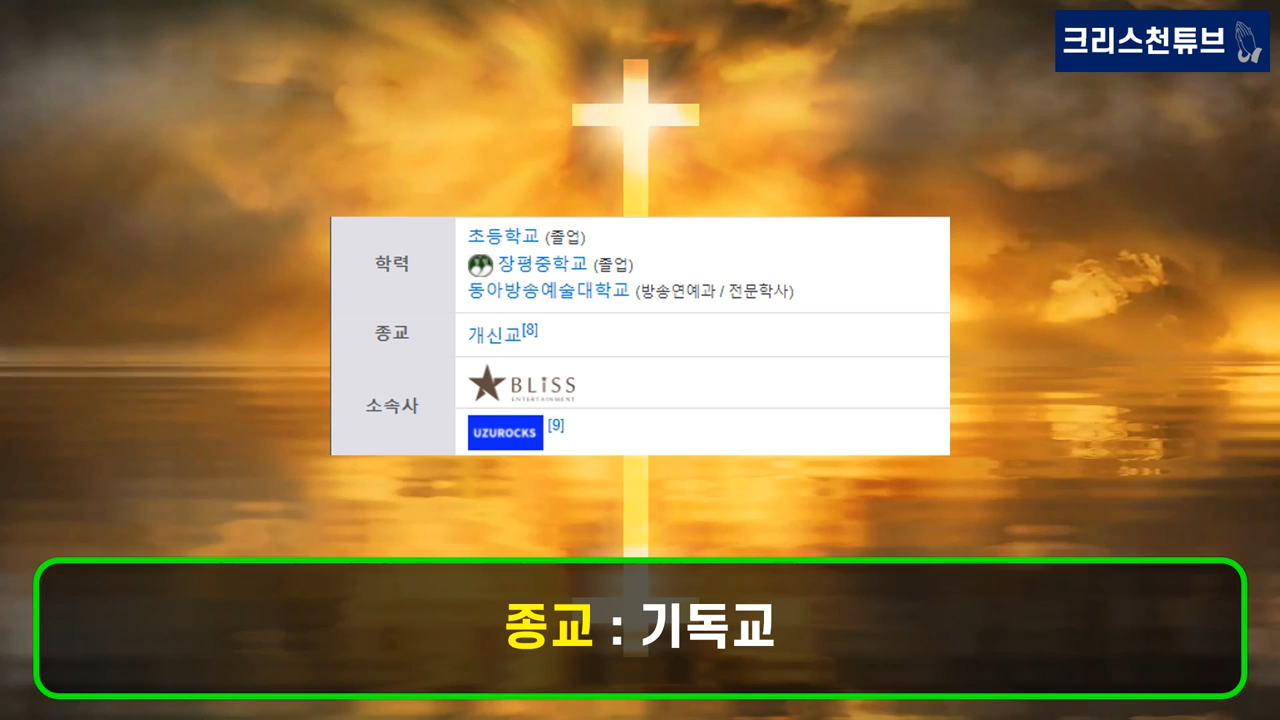 크리스천튜브
학력
초등학교 (졸업)
장평중학교 (졸업)
동아방송예술대학교 (방송연예과 / 전문학사)
종교
개신교[8]
소속사
BLiSS
ENTERTAINMENT
UZUROCKS [9]
종교 : 기독교